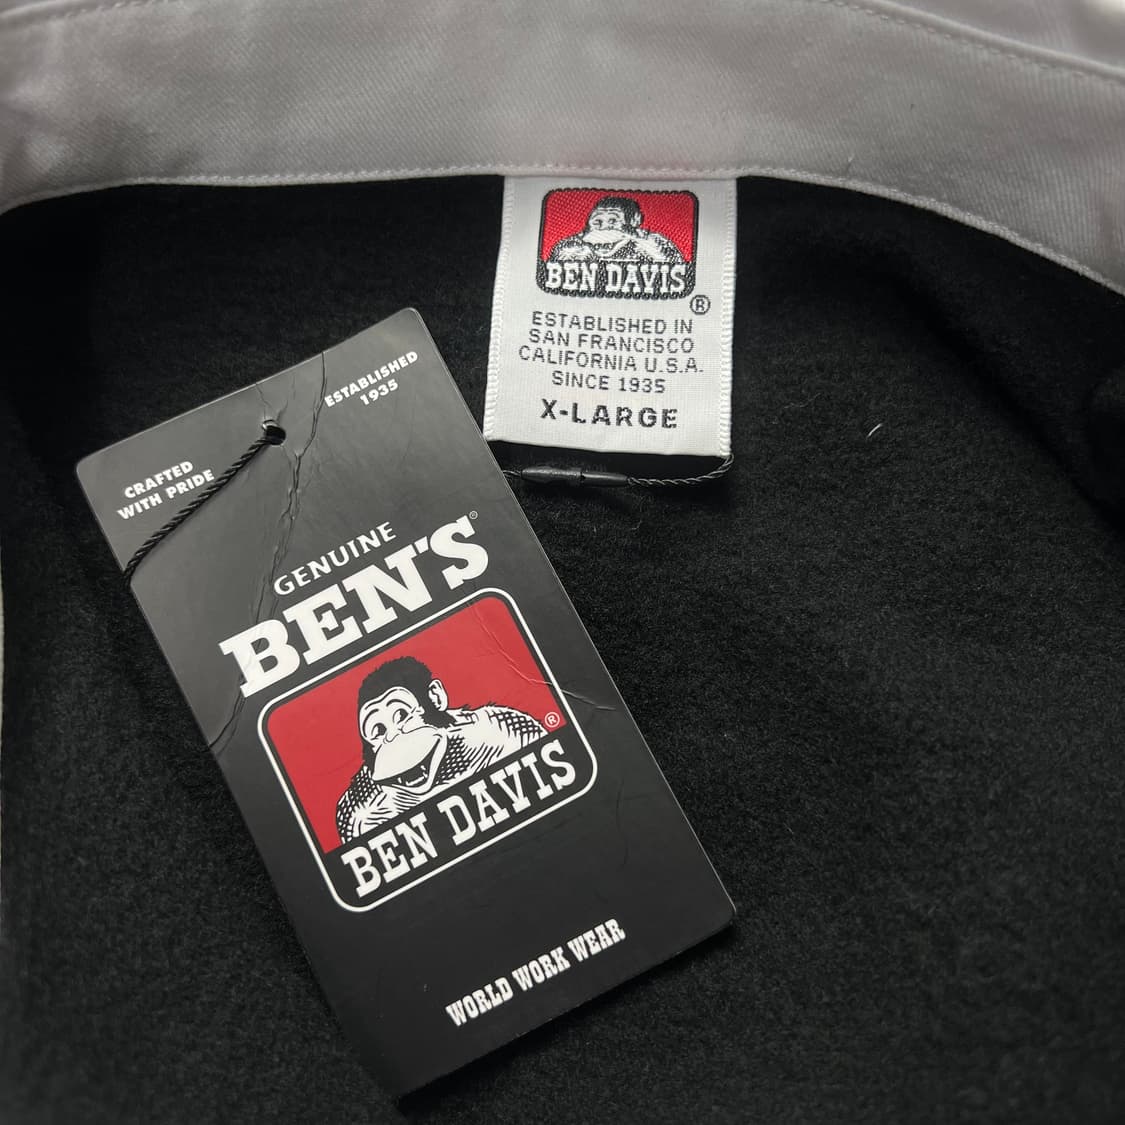 BEN DAVIS
®
ESTABLISHED IN
SAN FRANCISCO
CALIFORNIA U.S.A.
SINCE 1935
X-LARGE
ESTABLISHED
1935
CRAFTED
WITH PRIDE
GENUINE
BEN'S®
®
BEN DAVIS
WORLD WORK WEAR